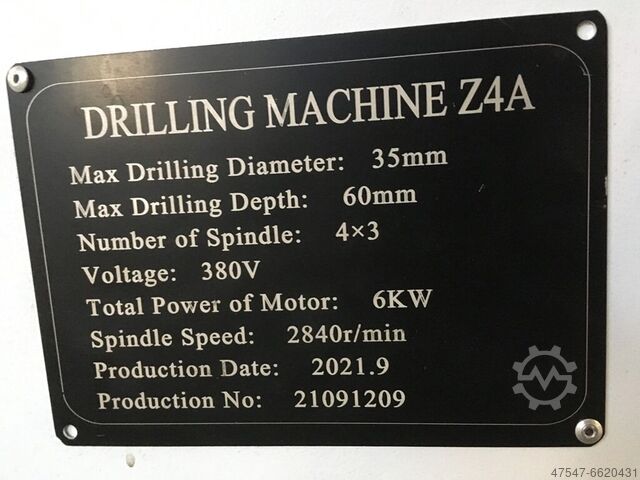 DRILLING MACHINE Z4A
Max Drilling Diameter: 35mm
Max Drilling Depth: 60mm
Number of Spindle: 4×3
Voltage: 380V
Total Power of Motor: 6KW
Spindle Speed: 2840r/min
Production Date: 2021.9
Production No: 21091209
47547-6620431